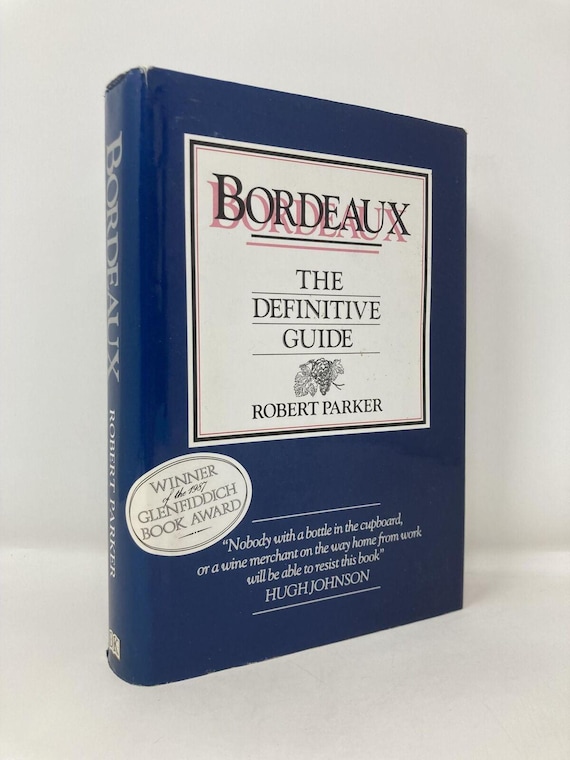 BORDEAUX
THE
DEFINITIVE
GUIDE
ROBERT PARKER
WINNER
of the 1987
GLENFIDDICH
BOOK AWARD
"Nobody with a bottle in the cupboard,
or a wine merchant on the way home from work
will be able to resist this book"
HUGH JOHNSON
BORDEAUX
ROBERT PARKER
DK